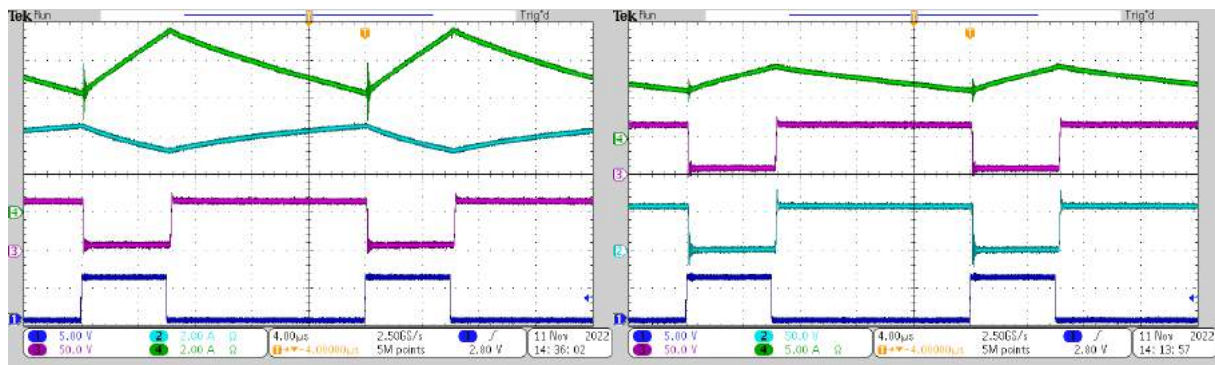 Tek Run Trig'd
4
3
1
1 5.00 V 2 2.00 A Ω
3 50.0 V 4 2.00 A Ω
4.00µs
T→▼-4.00000µs
2.50GS/s
5M points
1 ∫
2.80 V
11 Nov 2022
14:36:02
Tek Run Trig'd
4
3
2
1
1 5.00 V 2 50.0 V
3 50.0 V 4 5.00 A Ω
4.00µs
T→▼-4.00000µs
2.50GS/s
5M points
1 ∫
2.80 V
11 Nov 2022
14:13:57